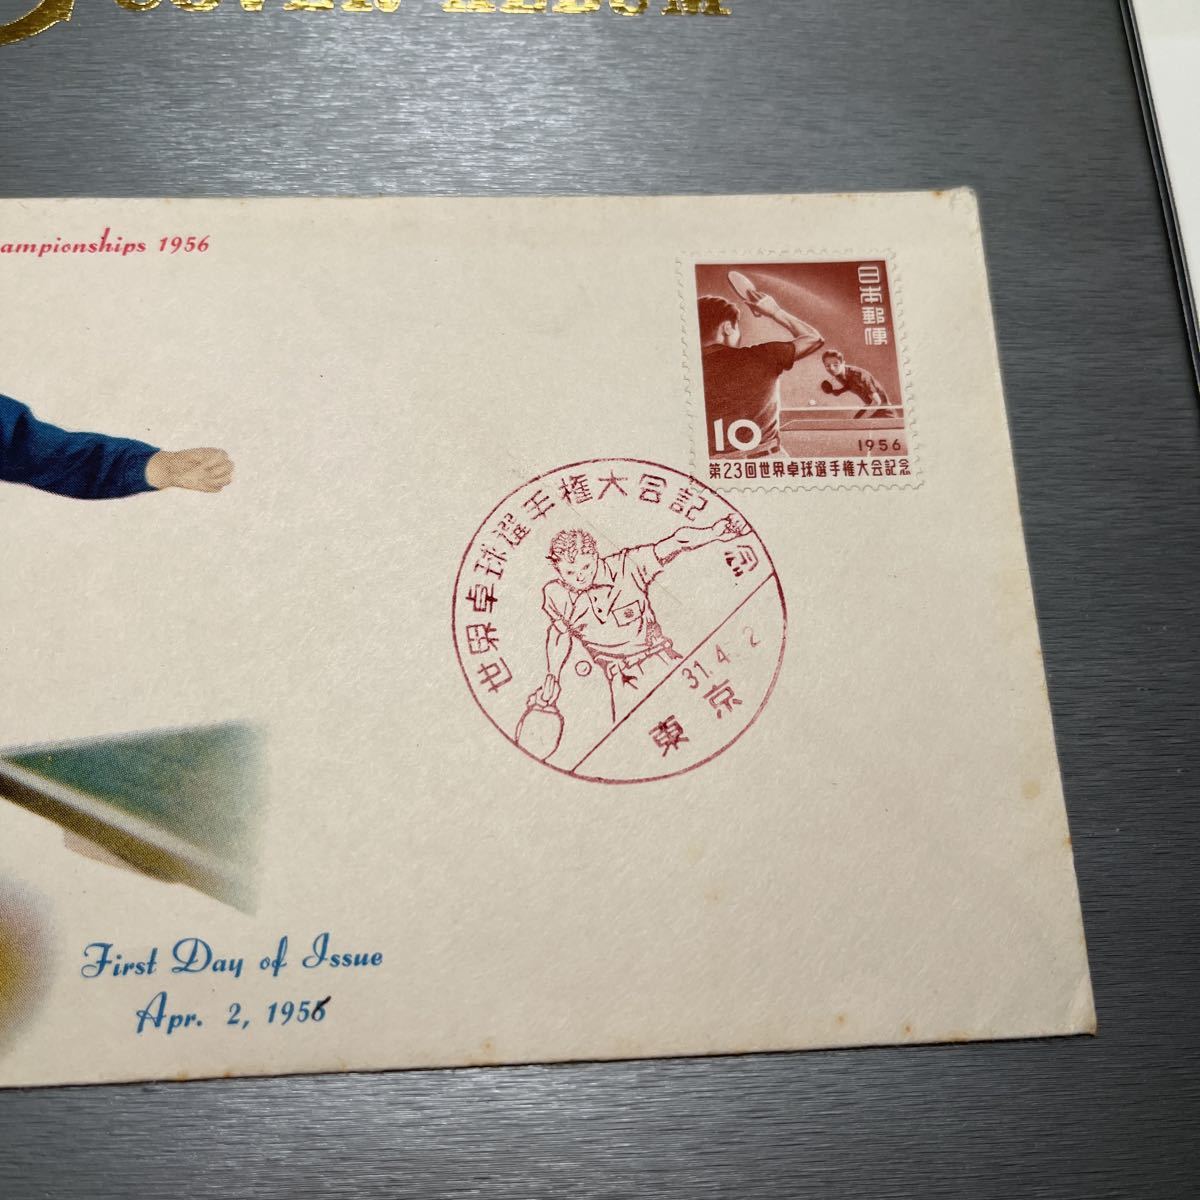 COVER ALBUM
ampionships 1956
日本郵便
10
1956
第23回世界卓球選手権大会記念
世界卓球選手権大会記念
31.4.2
東京
First Day of Issue
Apr. 2, 1956